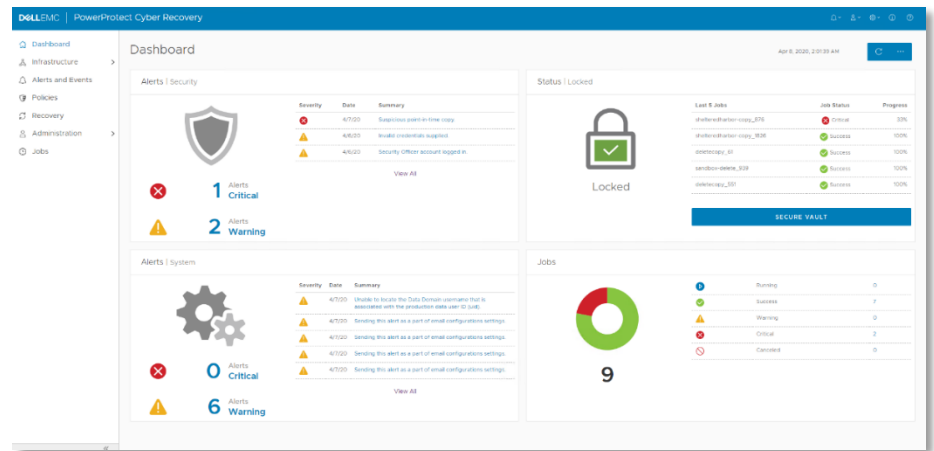 DELLEMC | PowerProtect Cyber Recovery
Dashboard
Infrastructure
Alerts and Events
Policies
Recovery
Administration
Jobs
Dashboard
Apr 8, 2020, 2:31:35 AM
Alerts | Security
Severity Date Summary
4/7/20 Suspicious point-in-time copy
4/6/20 Invalid credentials supplied.
4/6/20 Security Officer account logged in.
View All
1 Alerts Critical
2 Alerts Warning
Status | Locked
Locked
Last 5 Jobs Job Status Progress
Critical
Success 100%
Success 100%
Success 100%
Success 100%
SECURE VAULT
Alerts | System
Severity Date Summary
4/7/20 Unable to locate the Data Domain username that is
associated with the production data user ID (uid).
4/7/20 Sending this alert as a part of email configurations settings.
4/7/20 Sending this alert as a part of email configurations settings.
4/7/20 Sending this alert as a part of email configurations settings.
4/7/20 Sending this alert as a part of email configurations settings.
View All
0 Alerts Critical
6 Alerts Warning
Jobs
9
Running 0
Success 7
Warning 0
Critical 2
Canceled 0